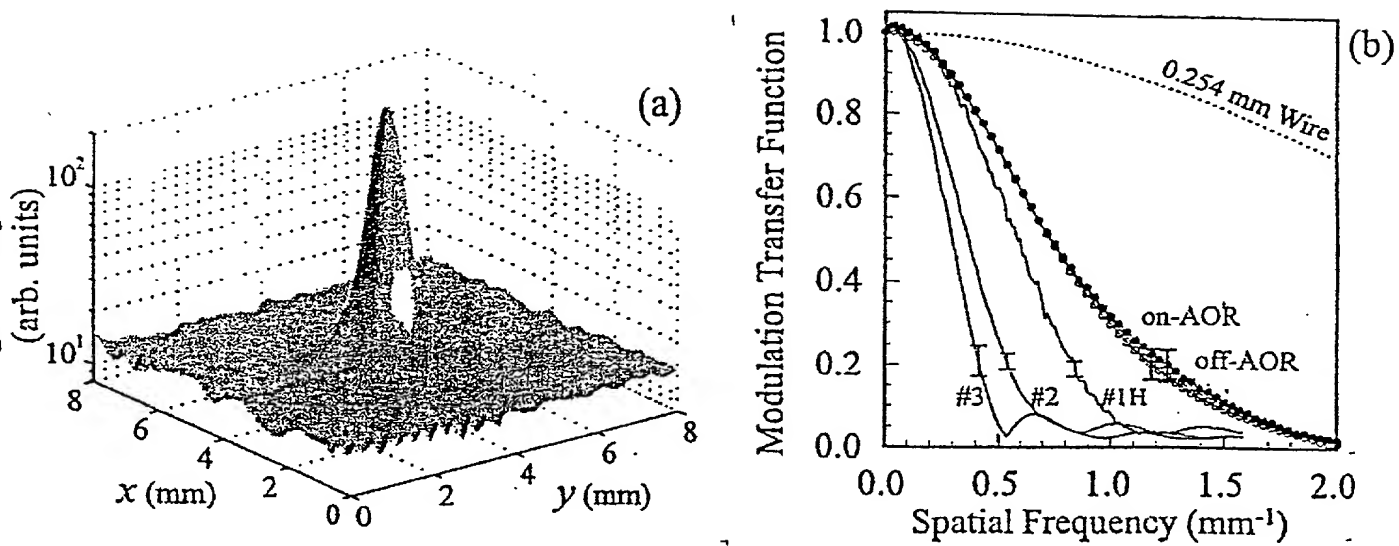 (a)
10²
10¹
(arb. units)
8
6
4
2
0
x (mm)
0
2
4
6
8
y (mm)
(b)
Modulation Transfer Function
1.0
0.8
0.6
0.4
0.2
0.0
0.254 mm Wire
on-AOR
off-AOR
#3
#2
#1H
0.0
0.5
1.0
1.5
2.0
Spatial Frequency (mm⁻¹)